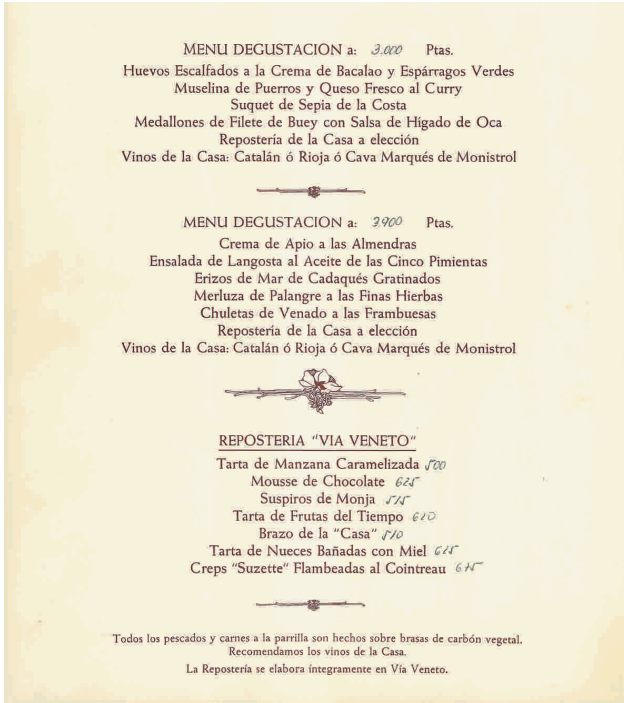 MENU DEGUSTACION a: 3.000 Ptas.
Huevos Escalfados a la Crema de Bacalao y Espárragos Verdes
Muselina de Puerros y Queso Fresco al Curry
Suquet de Sepia de la Costa
Medallones de Filete de Buey con Salsa de Hígado de Oca
Repostería de la Casa a elección
Vinos de la Casa: Catalán ó Rioja ó Cava Marqués de Monistrol
MENU DEGUSTACION a: 3.900 Ptas.
Crema de Apio a las Almendras
Ensalada de Langosta al Aceite de las Cinco Pimientas
Erizos de Mar de Cadaqués Gratinados
Merluza de Palangre a las Finas Hierbas
Chuletas de Venado a las Frambuesas
Repostería de la Casa a elección
Vinos de la Casa: Catalán ó Rioja ó Cava Marqués de Monistrol
REPOSTERIA "VIA VENETO"
Tarta de Manzana Caramelizada 500
Mousse de Chocolate 625
Suspiros de Monja
Tarta de Frutas del Tiempo 620
Brazo de la "Casa" 510
Tarta de Nueces Bañadas con Miel 625
Creps "Suzette" Flambeadas al Cointreau
Todos los pescados y carnes a la parrilla son hechos sobre brasas de carbón vegetal.
Recomendamos los vinos de la Casa.
La Repostería se elabora íntegramente en Vía Veneto.